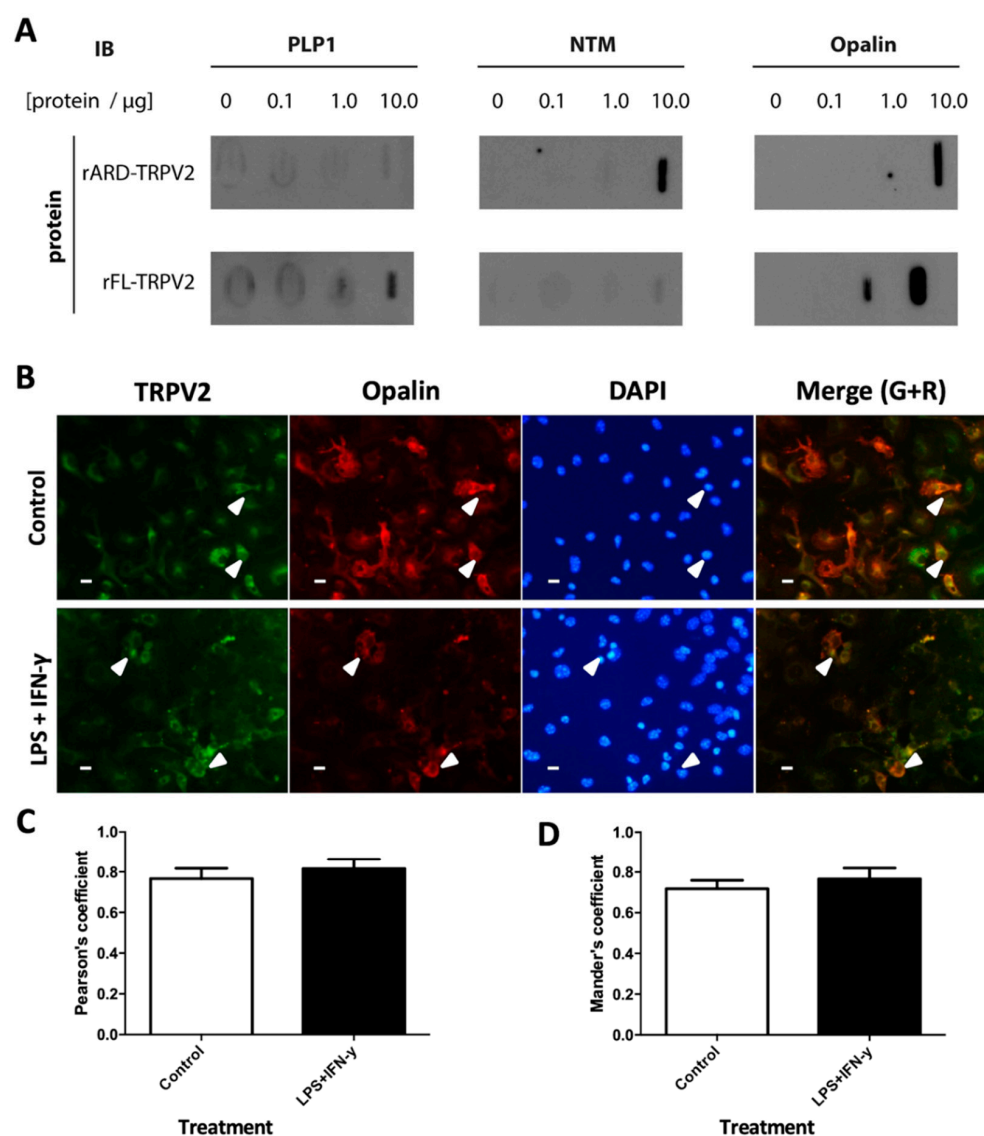 A
IB PLP1 NTM Opalin
[protein / µg] 0 0.1 1.0 10.0 0 0.1 1.0 10.0 0 0.1 1.0 10.0
protein
rARD-TRPV2
rFL-TRPV2
B
TRPV2 Opalin DAPI Merge (G+R)
Control
LPS + IFN-y
C
Pearson's coefficient
1.0
0.8
0.6
0.4
0.2
0.0
Control LPS+IFN-y
Treatment
D
Mander's coefficient
1.0
0.8
0.6
0.4
0.2
0.0
Control LPS+IFN-y
Treatment